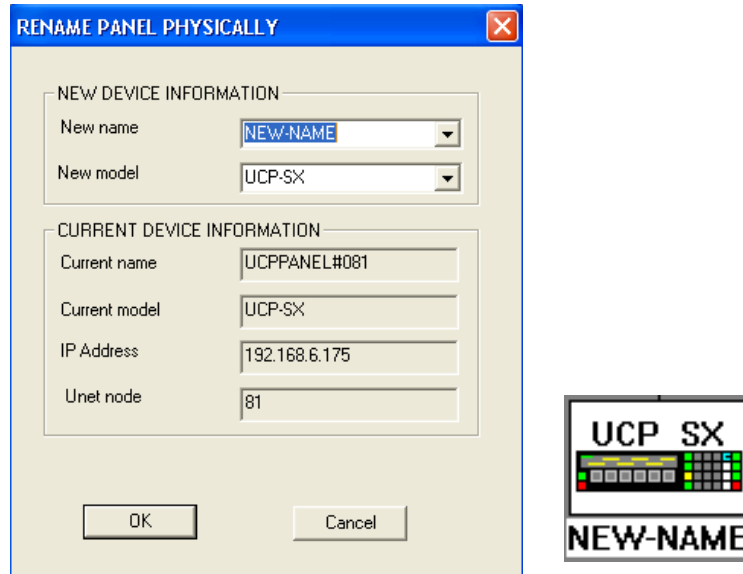 RENAME PANEL PHYSICALLY
NEW DEVICE INFORMATION
New name NEW-NAME
New model UCP-SX
CURRENT DEVICE INFORMATION
Current name UCPPANEL#081
Current model UCP-SX
IP Address 192.168.6.175
Unet node 81
OK Cancel
UCP SX
NEW-NAME